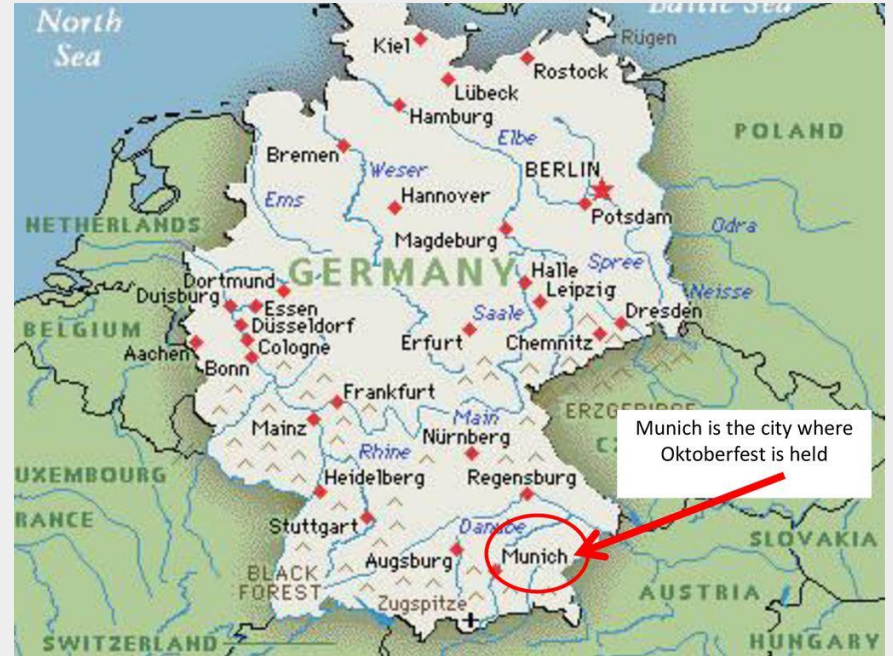 North
Sea
Baltic Sea
Kiel
Rügen
Rostock
Lübeck
Hamburg
Elbe
POLAND
Bremen
Weser
BERLIN
Ems
Hannover
Potsdam
NETHERLANDS
Odra
Magdeburg
GERMANY
Halle
Spree
Dortmund
Leipzig
Neisse
Duisburg
Essen
Saale
Dresden
BELGIUM
Düsseldorf
Erfurt
Chemnitz
Aachen
Cologne
Bonn
Frankfurt
ERZGEBIRGE
Main
Mainz
Munich is the city where
Oktoberfest is held
Nürnberg
Rhine
UXEMBOURG
Heidelberg
Regensburg
RANCE
Stuttgart
Danube
SLOVAKIA
Augsburg
Munich
BLACK
FOREST
AUSTRIA
Zugspitze
SWITZERLAND
HUNGARY